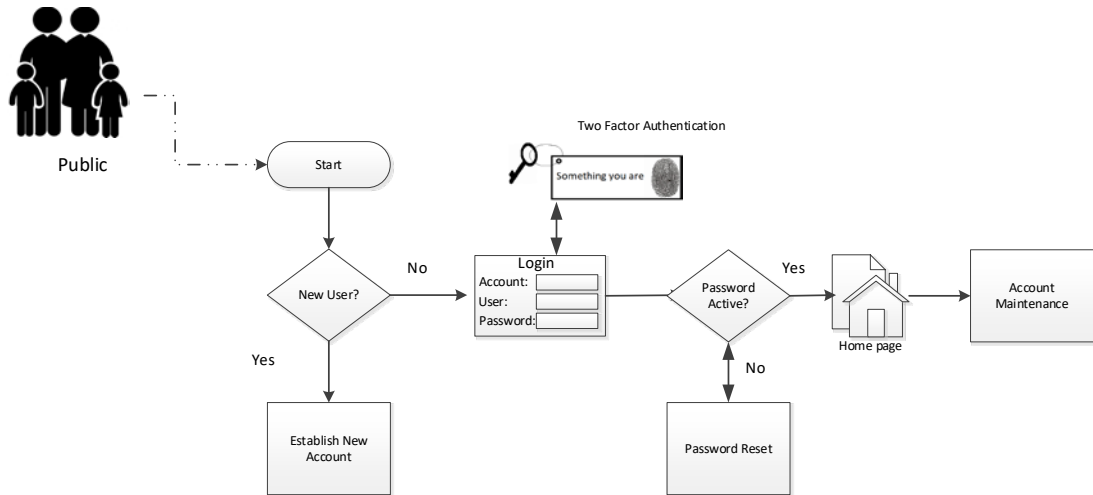 Two Factor Authentication
Something you are
Public
Start
New User?
No
Yes
Establish New
Account
Login
Account:
User:
Password:
Password
Active?
Yes
No
Password Reset
Home page
Account
Maintenance